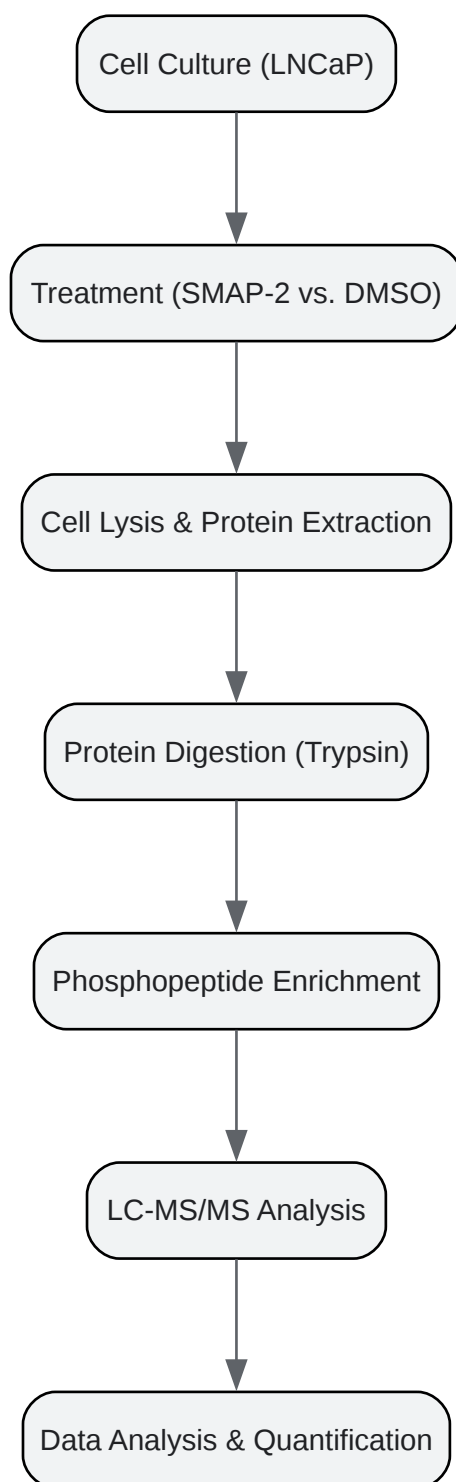 Cell Culture (LNCaP)
Treatment (SMAP-2 vs. DMSO)
Cell Lysis & Protein Extraction
Protein Digestion (Trypsin)
Phosphopeptide Enrichment
LC-MS/MS Analysis
Data Analysis & Quantification